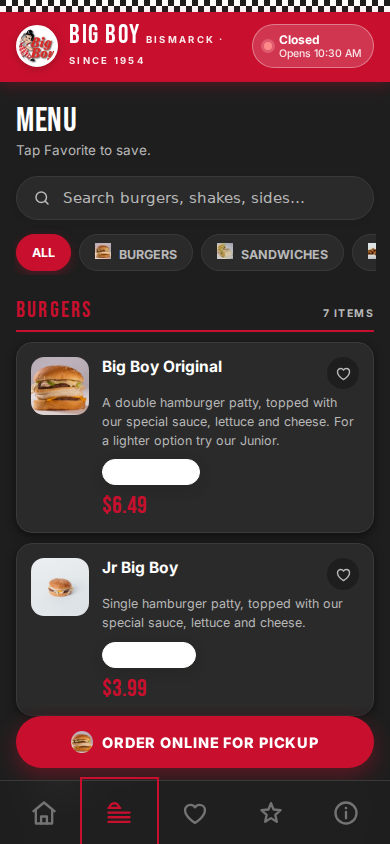 BIG BOY BISMARCK ·
SINCE 1954
Closed
Opens 10:30 AM
MENU
Tap Favorite to save.
Search burgers, shakes, sides...
ALL
BURGERS
SANDWICHES
BURGERS
7 ITEMS
Big Boy Original
A double hamburger patty, topped with
our special sauce, lettuce and cheese. For
a lighter option try our Junior.
$6.49
Jr Big Boy
Single hamburger patty, topped with our
special sauce, lettuce and cheese.
$3.99
ORDER ONLINE FOR PICKUP